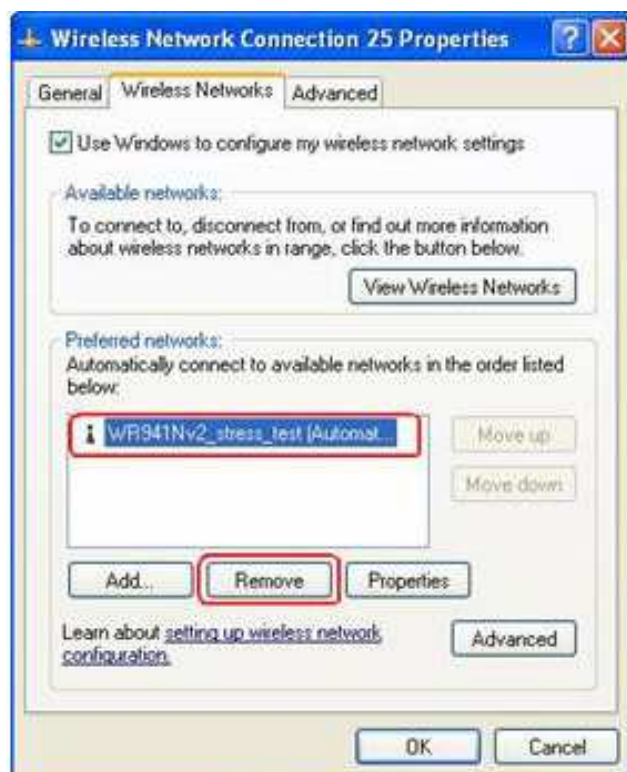 Wireless Network Connection 25 Properties
General Wireless Networks Advanced
Use Windows to configure my wireless network settings
Available networks:
To connect to, disconnect from, or find out more information
about wireless networks in range, click the button below.
View Wireless Networks
Preferred networks:
Automatically connect to available networks in the order listed
below:
WR941Nv2_stress_test (Automat...
Move up
Move down
Add... Remove Properties
Learn about setting up wireless network
configuration.
Advanced
OK Cancel